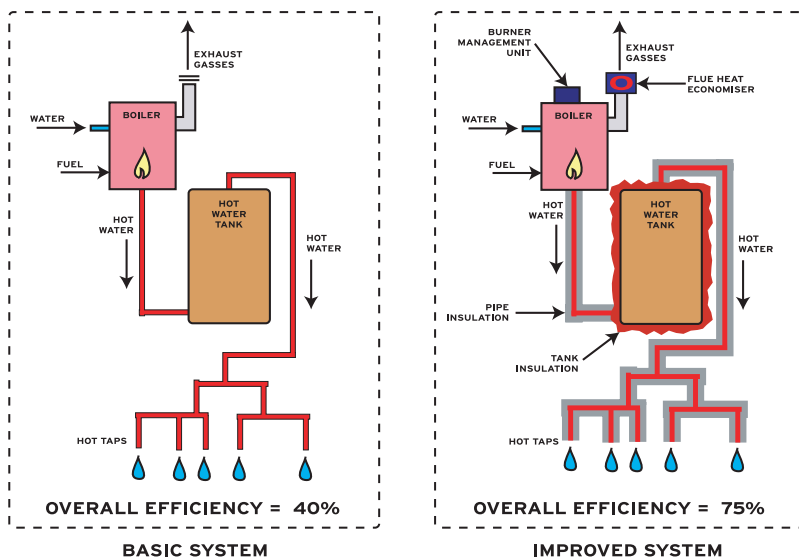 EXHAUST
GASSES
BOILER
WATER
FUEL
HOT
WATER
HOT
WATER
TANK
HOT
WATER
HOT TAPS
OVERALL EFFICIENCY = 40%
BASIC SYSTEM
BURNER
MANAGEMENT
UNIT
EXHAUST
GASSES
FLUE HEAT
ECONOMISER
BOILER
WATER
FUEL
HOT
WATER
HOT
WATER
TANK
HOT
WATER
PIPE
INSULATION
TANK
INSULATION
HOT TAPS
OVERALL EFFICIENCY = 75%
IMPROVED SYSTEM